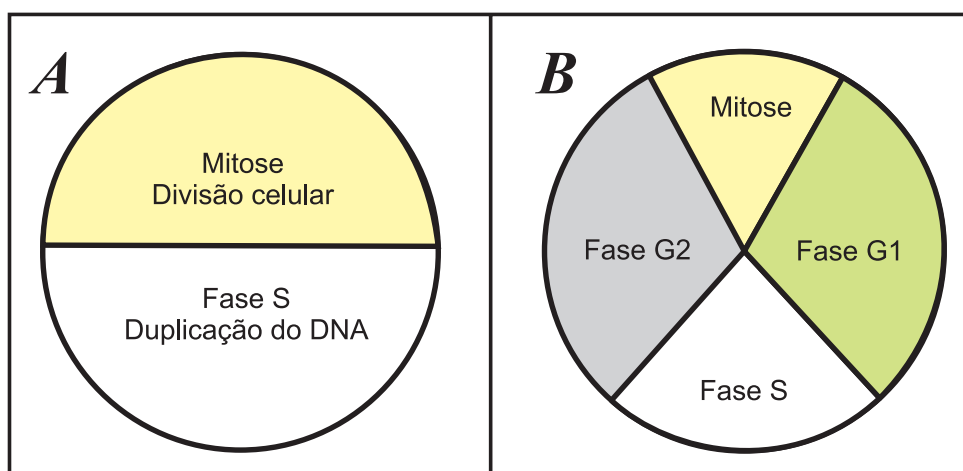 A
Mitose
Divisão celular
Fase S
Duplicação do DNA
B
Mitose
Fase G2
Fase G1
Fase S